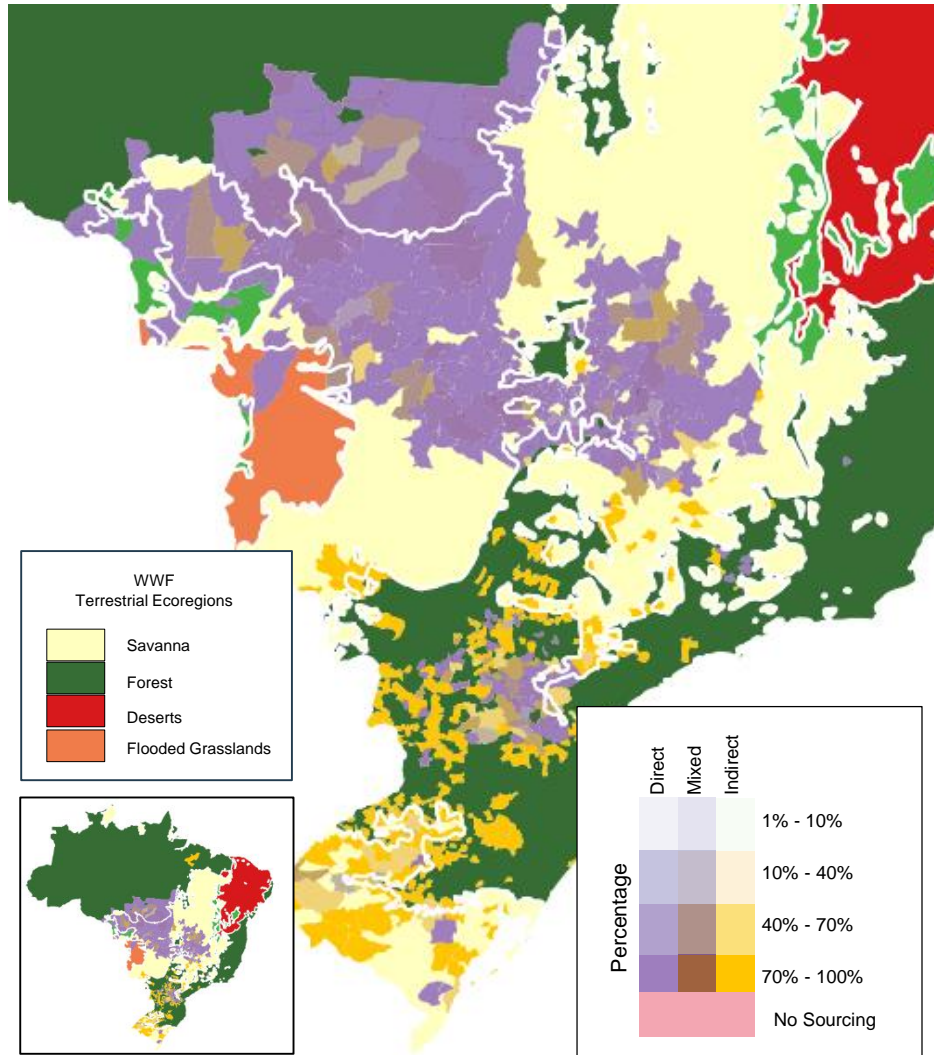 WWF
Terrestrial Ecoregions
Savanna
Forest
Deserts
Flooded Grasslands
Direct
Mixed
Indirect
Percentage
1% - 10%
10% - 40%
40% - 70%
70% - 100%
No Sourcing